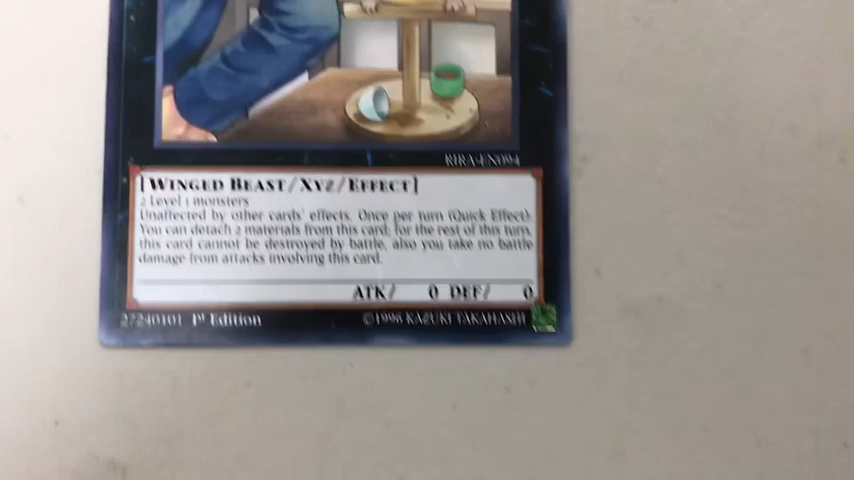 RIRA-EN094
[WINGED BEAST/XYZ/EFFECT]
2 Level 1 monsters
Unaffected by other cards' effects. Once per turn (Quick Effect):
You can detach 2 materials from this card; for the rest of this turn,
this card cannot be destroyed by battle, also you take no battle
damage from attacks involving this card.
ATK/ 0 DEF/ 0
27240101 1st Edition ©1996 KAZUKI TAKAHASHI